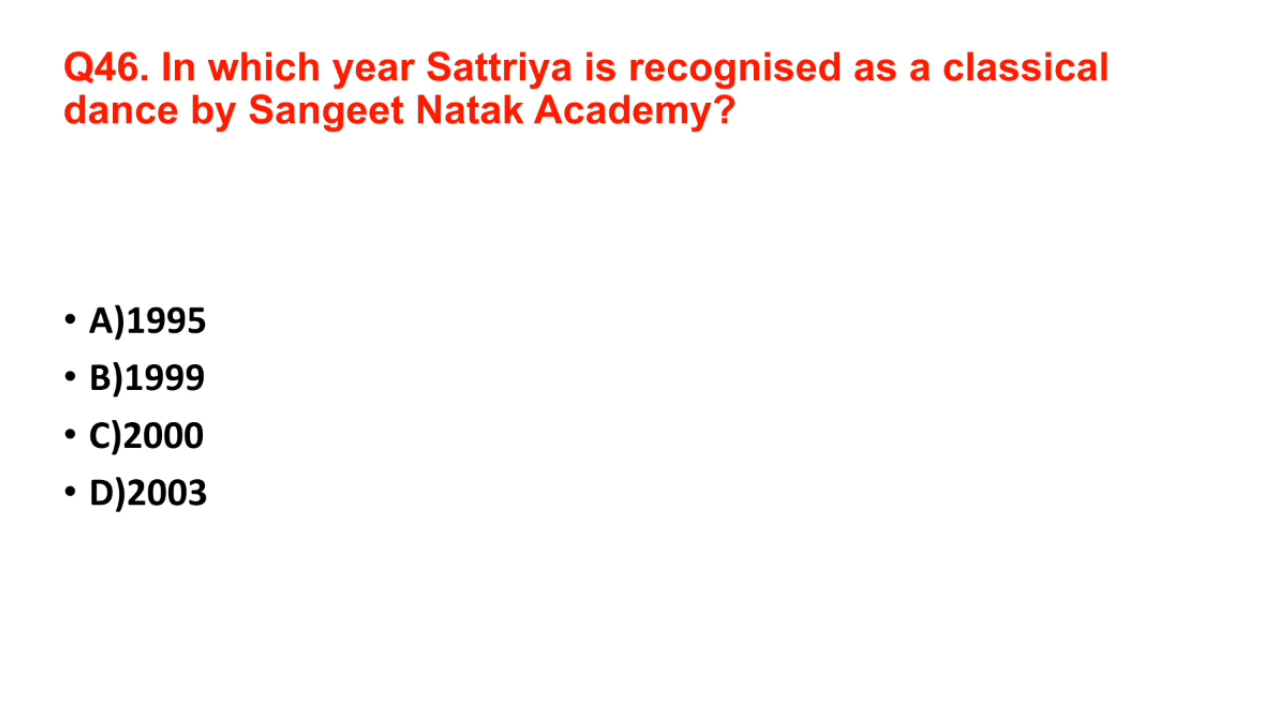 Q46. In which year Sattriya is recognised as a classical
dance by Sangeet Natak Academy?
• A)1995
• B)1999
• C)2000
• D)2003